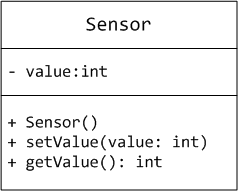 Sensor
- value:int
+ Sensor()
+ setValue(value: int)
+ getValue(): int